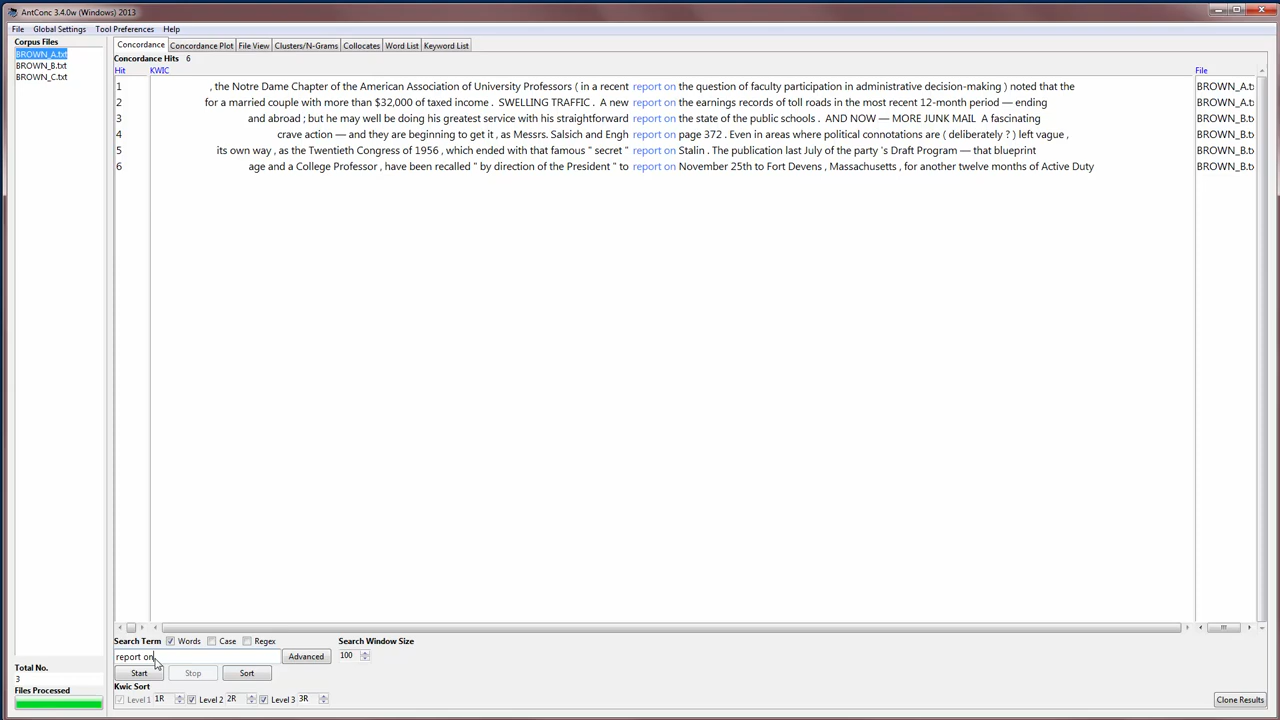 AntConc 3.4.0w (Windows) 2013
File Global Settings Tool Preferences Help
Corpus Files
BROWN_A.txt
BROWN_B.txt
BROWN_C.txt
Concordance Concordance Plot File View Clusters/N-Grams Collocates Word List Keyword List
Concordance Hits 6
Hit KWIC File
1 , the Notre Dame Chapter of the American Association of University Professors ( in a recent report on the question of faculty participation in administrative decision-making ) noted that the BROWN_A.t
2 for a married couple with more than $32,000 of taxed income . SWELLING TRAFFIC . A new report on the earnings records of toll roads in the most recent 12-month period — ending BROWN_A.t
3 and abroad ; but he may well be doing his greatest service with his straightforward report on the state of the public schools . AND NOW — MORE JUNK MAIL A fascinating BROWN_B.t
4 crave action — and they are beginning to get it , as Messrs. Salsich and Engh report on page 372 . Even in areas where political connotations are ( deliberately ? ) left vague , BROWN_B.t
5 its own way , as the Twentieth Congress of 1956 , which ended with that famous " secret " report on Stalin . The publication last July of the party 's Draft Program — that blueprint BROWN_B.t
6 age and a College Professor , have been recalled " by direction of the President " to report on November 25th to Fort Devens , Massachusetts , for another twelve months of Active Duty BROWN_B.t
Search Term Words Case Regex Search Window Size
report on Advanced 100
Start Stop Sort
Total No.
3
Files Processed
Kwic Sort
Level 1 1R Level 2 2R Level 3 3R Clone Results